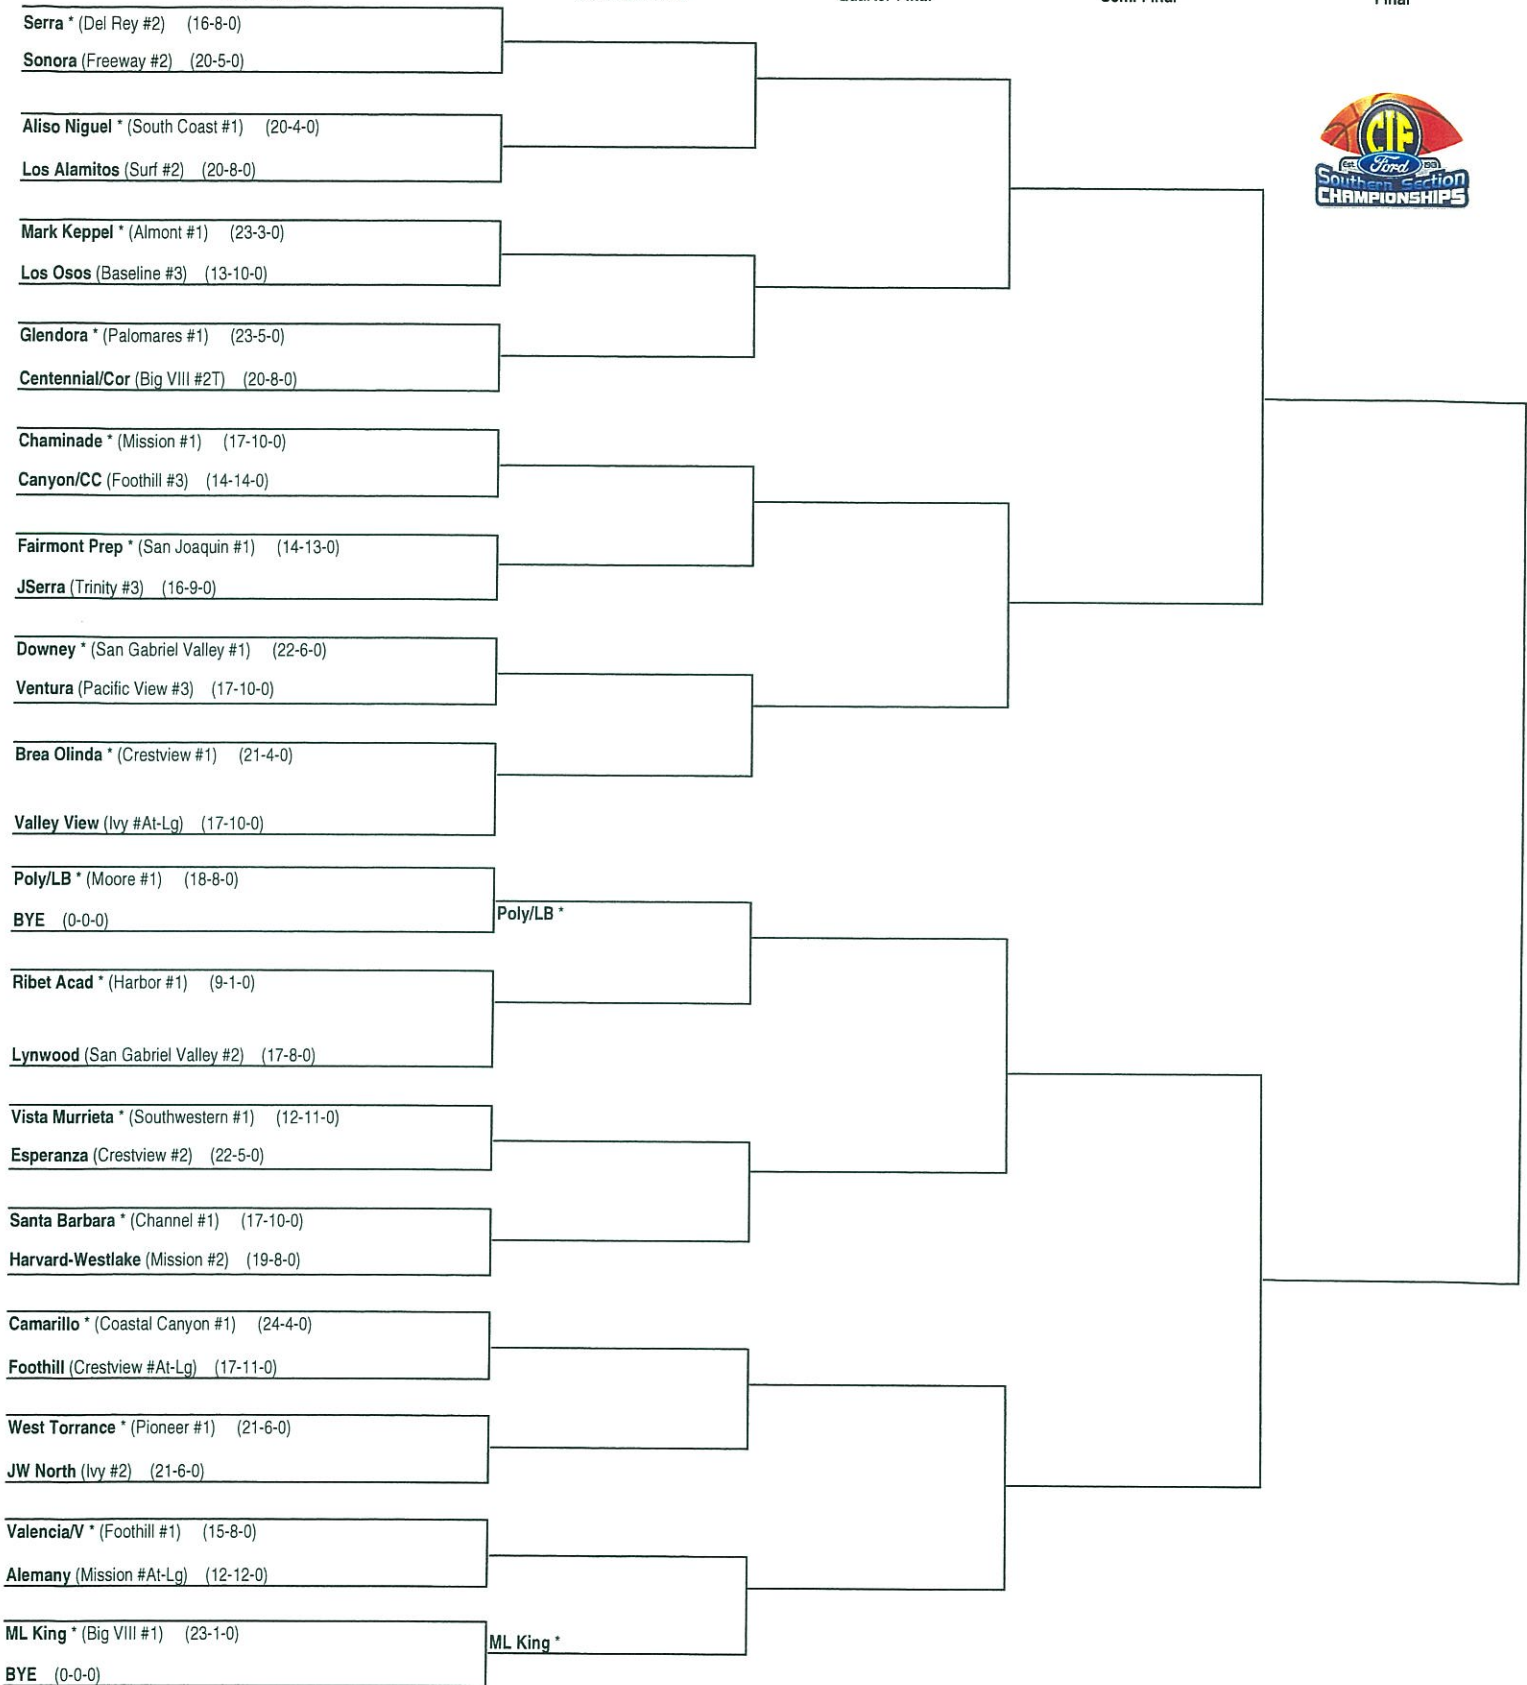 Semi-Final
Final
Serra * (Del Rey #2) (16-8-0)
Sonora (Freeway #2) (20-5-0)
Aliso Niguel * (South Coast #1) (20-4-0)
Los Alamitos (Surf #2) (20-8-0)
CIF
Ford
Southern Section
CHAMPIONSHIPS
Mark Keppel * (Almont #1) (23-3-0)
Los Osos (Baseline #3) (13-10-0)
Glendora * (Palomares #1) (23-5-0)
Centennial/Cor (Big VIII #2T) (20-8-0)
Chaminade * (Mission #1) (17-10-0)
Canyon/CC (Foothill #3) (14-14-0)
Fairmont Prep * (San Joaquin #1) (14-13-0)
JSerra (Trinity #3) (16-9-0)
Downey * (San Gabriel Valley #1) (22-6-0)
Ventura (Pacific View #3) (17-10-0)
Brea Olinda * (Crestview #1) (21-4-0)
Valley View (Ivy #At-Lg) (17-10-0)
Poly/LB * (Moore #1) (18-8-0)
BYE (0-0-0)
Poly/LB *
Ribet Acad * (Harbor #1) (9-1-0)
Lynwood (San Gabriel Valley #2) (17-8-0)
Vista Murrieta * (Southwestern #1) (12-11-0)
Esperanza (Crestview #2) (22-5-0)
Santa Barbara * (Channel #1) (17-10-0)
Harvard-Westlake (Mission #2) (19-8-0)
Camarillo * (Coastal Canyon #1) (24-4-0)
Foothill (Crestview #At-Lg) (17-11-0)
West Torrance * (Pioneer #1) (21-6-0)
JW North (Ivy #2) (21-6-0)
Valencia/V * (Foothill #1) (15-8-0)
Alemany (Mission #At-Lg) (12-12-0)
ML King * (Big VIII #1) (23-1-0)
ML King *
BYE (0-0-0)